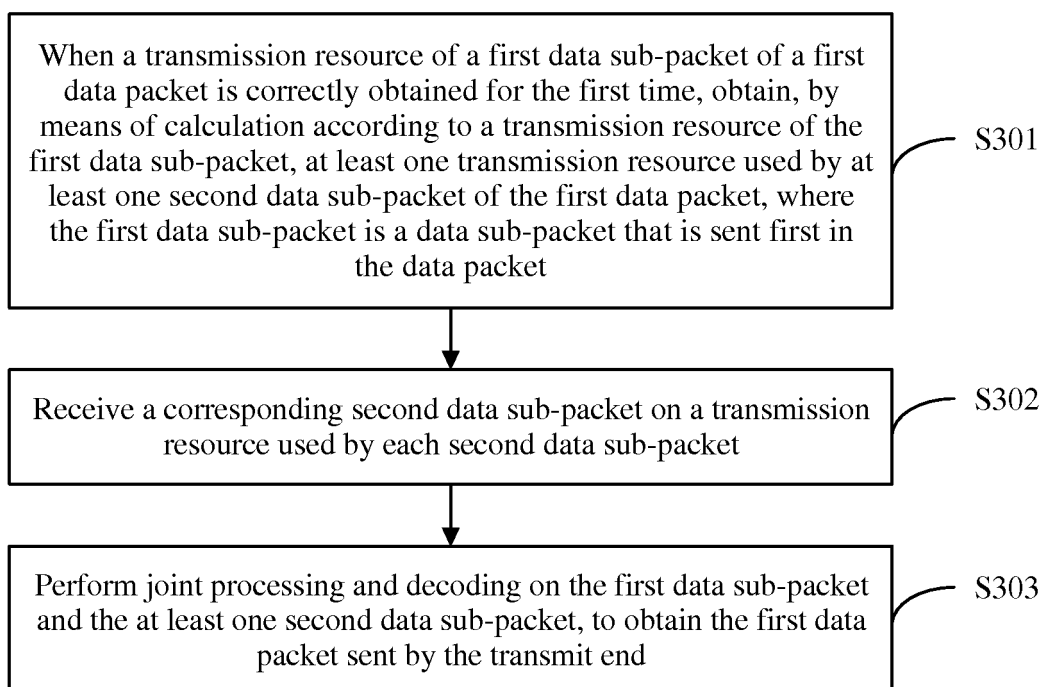 When a transmission resource of a first data sub-packet of a first
data packet is correctly obtained for the first time, obtain, by
means of calculation according to a transmission resource of the
first data sub-packet, at least one transmission resource used by at
least one second data sub-packet of the first data packet, where
the first data sub-packet is a data sub-packet that is sent first in
the data packet
S301
Receive a corresponding second data sub-packet on a transmission
resource used by each second data sub-packet
S302
Perform joint processing and decoding on the first data sub-packet
and the at least one second data sub-packet, to obtain the first data
packet sent by the transmit end
S303